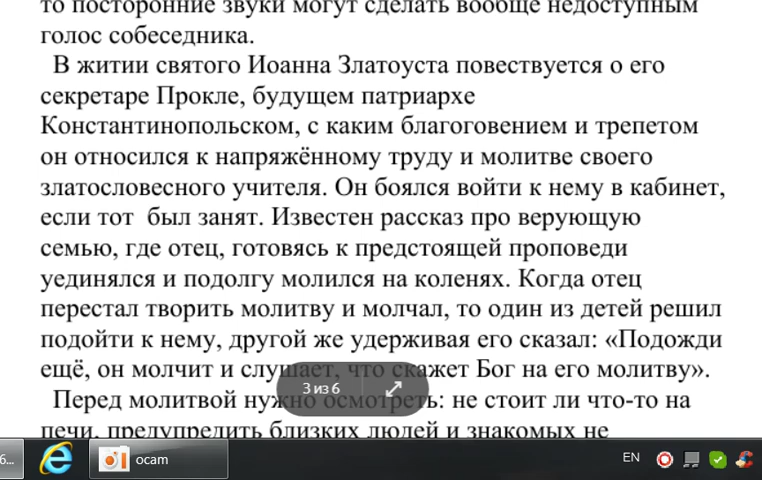 то посторонние звуки могут сделать вообще недоступным
голос собеседника.
В житии святого Иоанна Златоуста повествуется о его
секретаре Прокле, будущем патриархе
Константинопольском, с каким благоговением и трепетом
он относился к напряжённому труду и молитве своего
златословесного учителя. Он боялся войти к нему в кабинет,
если тот был занят. Известен рассказ про верующую
семью, где отец, готовясь к предстоящей проповеди
уединялся и подолгу молился на коленях. Когда отец
перестал творить молитву и молчал, то один из детей решил
подойти к нему, другой же удерживая его сказал: «Подожди
ещё, он молчит и слушает, что скажет Бог на его молитву».
3 из 6
Перед молитвой нужно осмотреть: не стоит ли что-то на
печи, предупредить близких людей и знакомых не
6...
ocam
EN